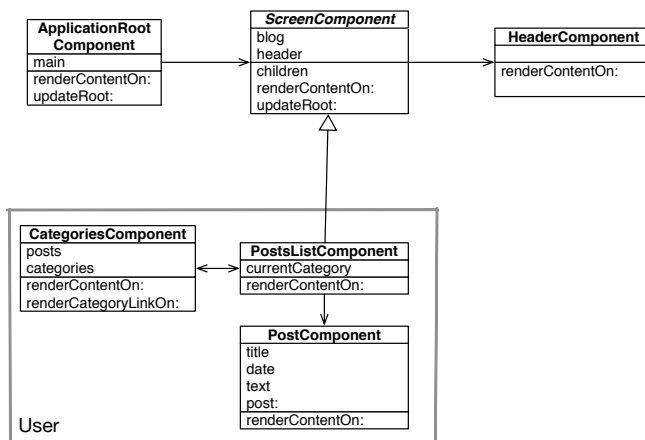 ApplicationRoot
Component
main
renderContentOn:
updateRoot:
ScreenComponent
blog
header
children
renderContentOn:
updateRoot:
HeaderComponent
renderContentOn:
CategoriesComponent
posts
categories
renderContentOn:
renderCategoryLinkOn:
PostsListComponent
currentCategory
renderContentOn:
PostComponent
title
date
text
post:
renderContentOn:
User